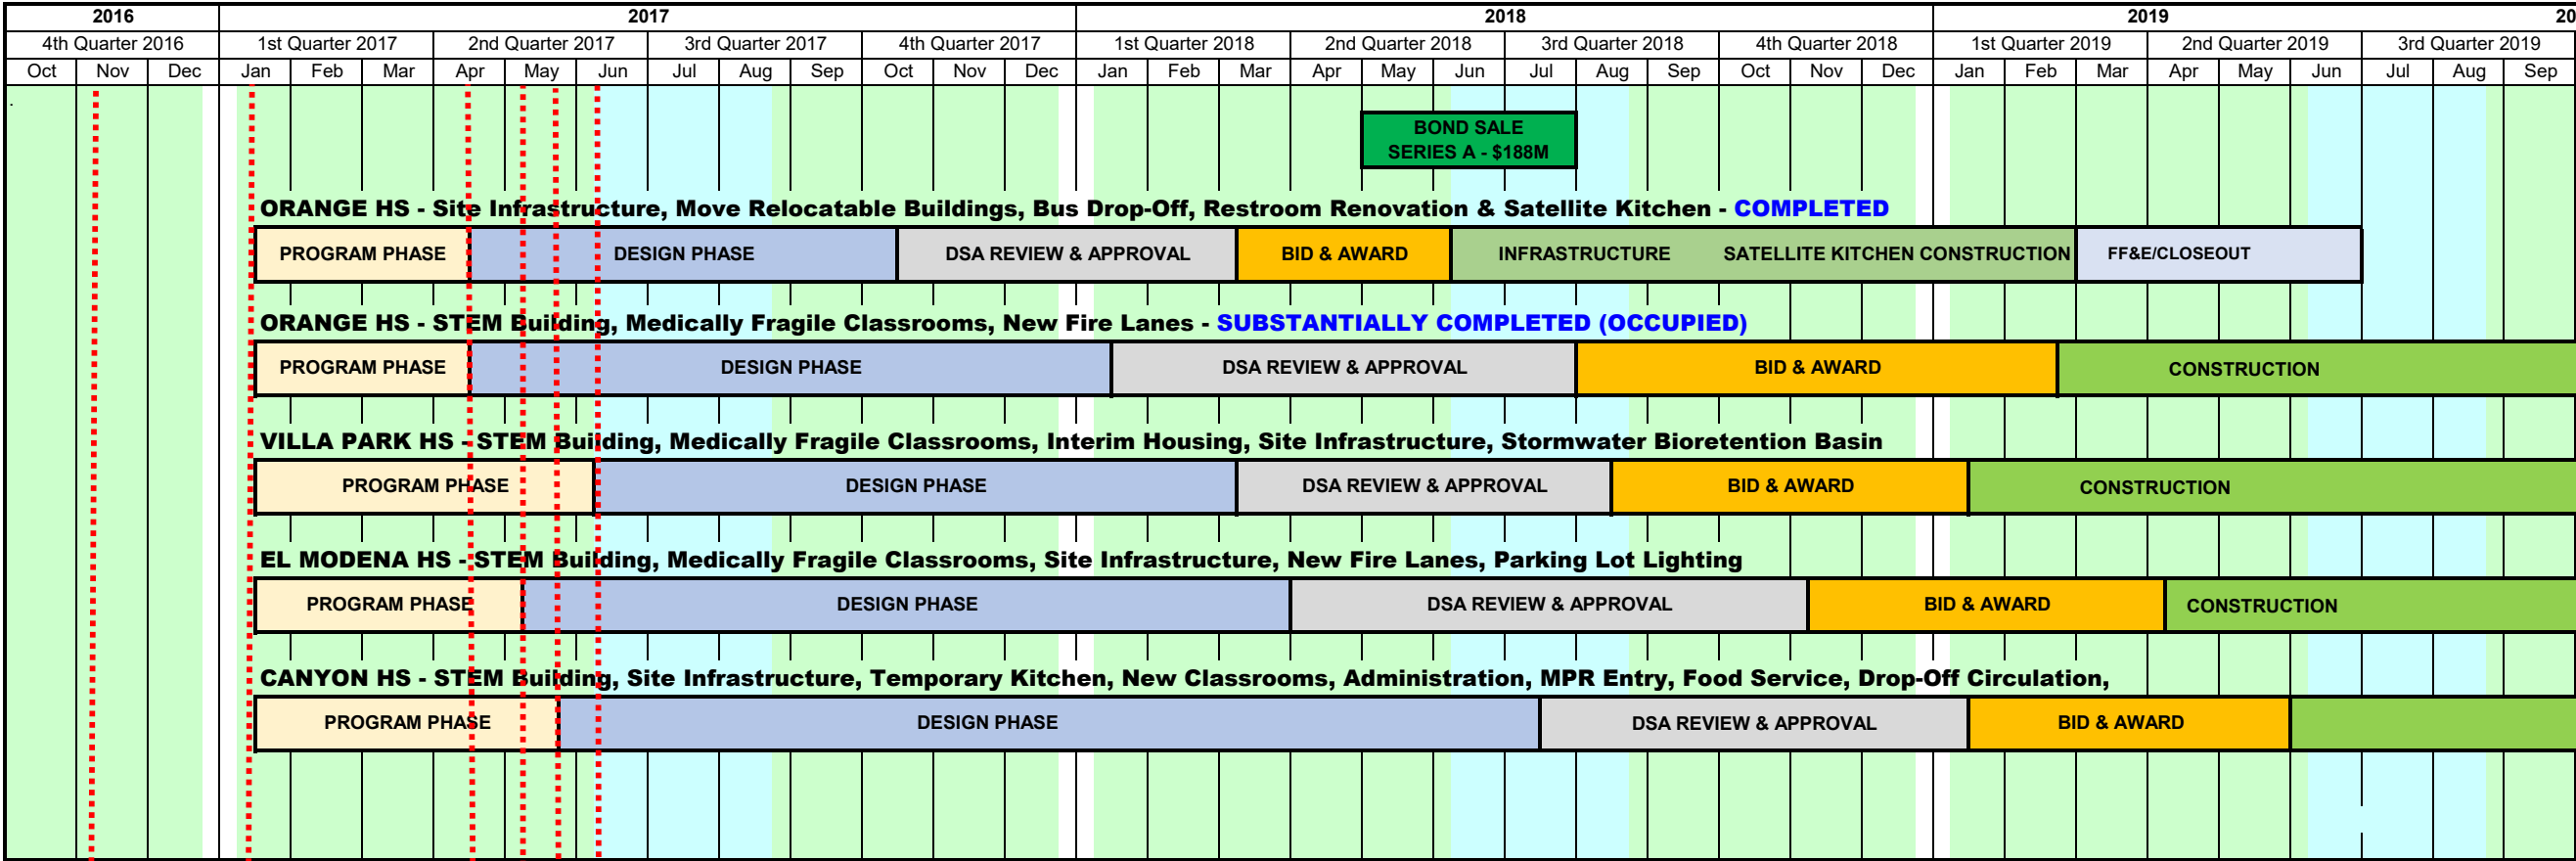 2016 2017 2018 2019 20
4th Quarter 2016 1st Quarter 2017 2nd Quarter 2017 3rd Quarter 2017 4th Quarter 2017 1st Quarter 2018 2nd Quarter 2018 3rd Quarter 2018 4th Quarter 2018 1st Quarter 2019 2nd Quarter 2019 3rd Quarter 2019
Oct Nov Dec Jan Feb Mar Apr May Jun Jul Aug Sep Oct Nov Dec Jan Feb Mar Apr May Jun Jul Aug Sep Oct Nov Dec Jan Feb Mar Apr May Jun Jul Aug Sep
.
BOND SALE
SERIES A - $188M
ORANGE HS - Site Infrastructure, Move Relocatable Buildings, Bus Drop-Off, Restroom Renovation & Satellite Kitchen - COMPLETED
PROGRAM PHASE DESIGN PHASE DSA REVIEW & APPROVAL BID & AWARD INFRASTRUCTURE SATELLITE KITCHEN CONSTRUCTION FF&E/CLOSEOUT
ORANGE HS - STEM Building, Medically Fragile Classrooms, New Fire Lanes - SUBSTANTIALLY COMPLETED (OCCUPIED)
PROGRAM PHASE DESIGN PHASE DSA REVIEW & APPROVAL BID & AWARD CONSTRUCTION
VILLA PARK HS - STEM Building, Medically Fragile Classrooms, Interim Housing, Site Infrastructure, Stormwater Bioretention Basin
PROGRAM PHASE DESIGN PHASE DSA REVIEW & APPROVAL BID & AWARD CONSTRUCTION
EL MODENA HS - STEM Building, Medically Fragile Classrooms, Site Infrastructure, New Fire Lanes, Parking Lot Lighting
PROGRAM PHASE DESIGN PHASE DSA REVIEW & APPROVAL BID & AWARD CONSTRUCTION
CANYON HS - STEM Building, Site Infrastructure, Temporary Kitchen, New Classrooms, Administration, MPR Entry, Food Service, Drop-Off Circulation,
PROGRAM PHASE DESIGN PHASE DSA REVIEW & APPROVAL BID & AWARD